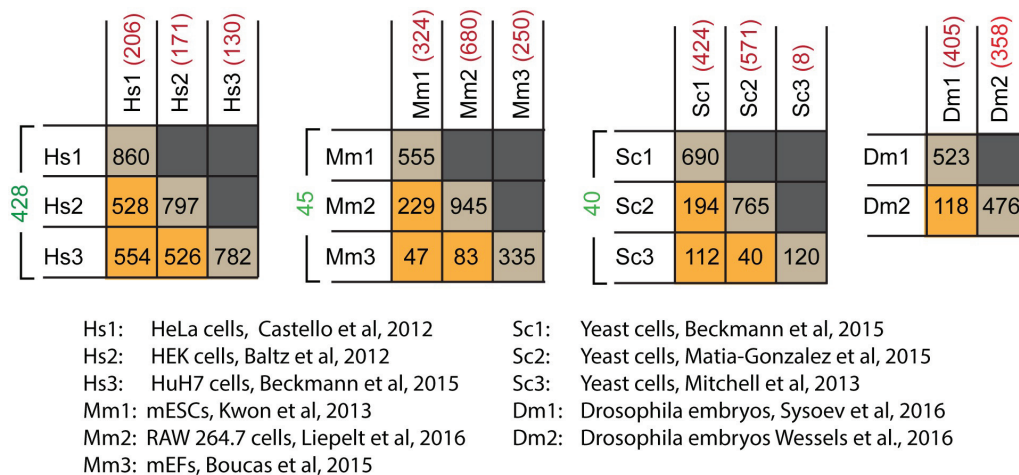 Hs1 (206) Hs2 (171) Hs3 (130) Mm1 (324) Mm2 (680) Mm3 (250) Sc1 (424) Sc2 (571) Sc3 (8) Dm1 (405) Dm2 (358)
Hs1 860 Mm1 555 Sc1 690 Dm1 523
428 Hs2 528 797 45 Mm2 229 945 40 Sc2 194 765 Dm2 118 476
Hs3 554 526 782 Mm3 47 83 335 Sc3 112 40 120
Hs1: HeLa cells, Castello et al, 2012
Hs2: HEK cells, Baltz et al, 2012
Hs3: HuH7 cells, Beckmann et al, 2015
Mm1: mESCs, Kwon et al, 2013
Mm2: RAW 264.7 cells, Liepelt et al, 2016
Mm3: mEFs, Boucas et al, 2015
Sc1: Yeast cells, Beckmann et al, 2015
Sc2: Yeast cells, Matia-Gonzalez et al, 2015
Sc3: Yeast cells, Mitchell et al, 2013
Dm1: Drosophila embryos, Sysoev et al, 2016
Dm2: Drosophila embryos Wessels et al., 2016